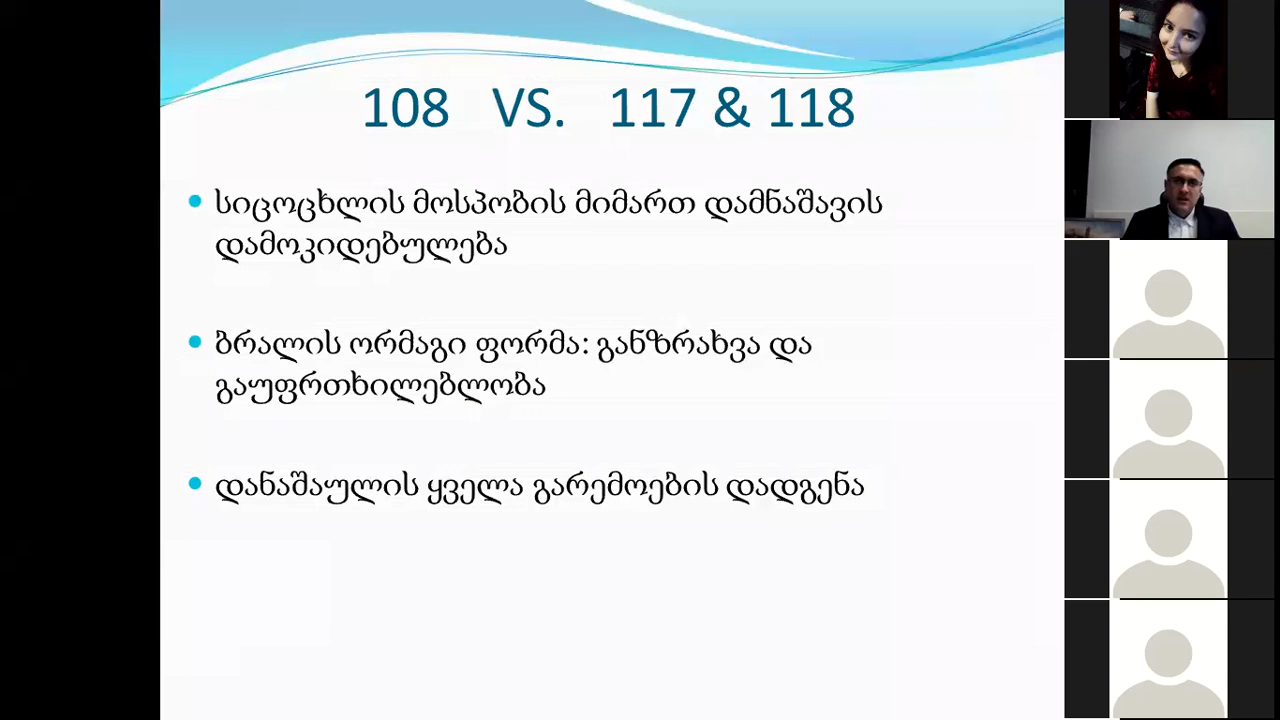 108 VS. 117 & 118
• სიცოცხლის მოსპობის მიმართ დამნაშავის
დამოკიდებულება
• ბრალის ორმაგი ფორმა: განზრახვა და
გაუფრთხილებლობა
• დანაშაულის ყველა გარემოების დადგენა